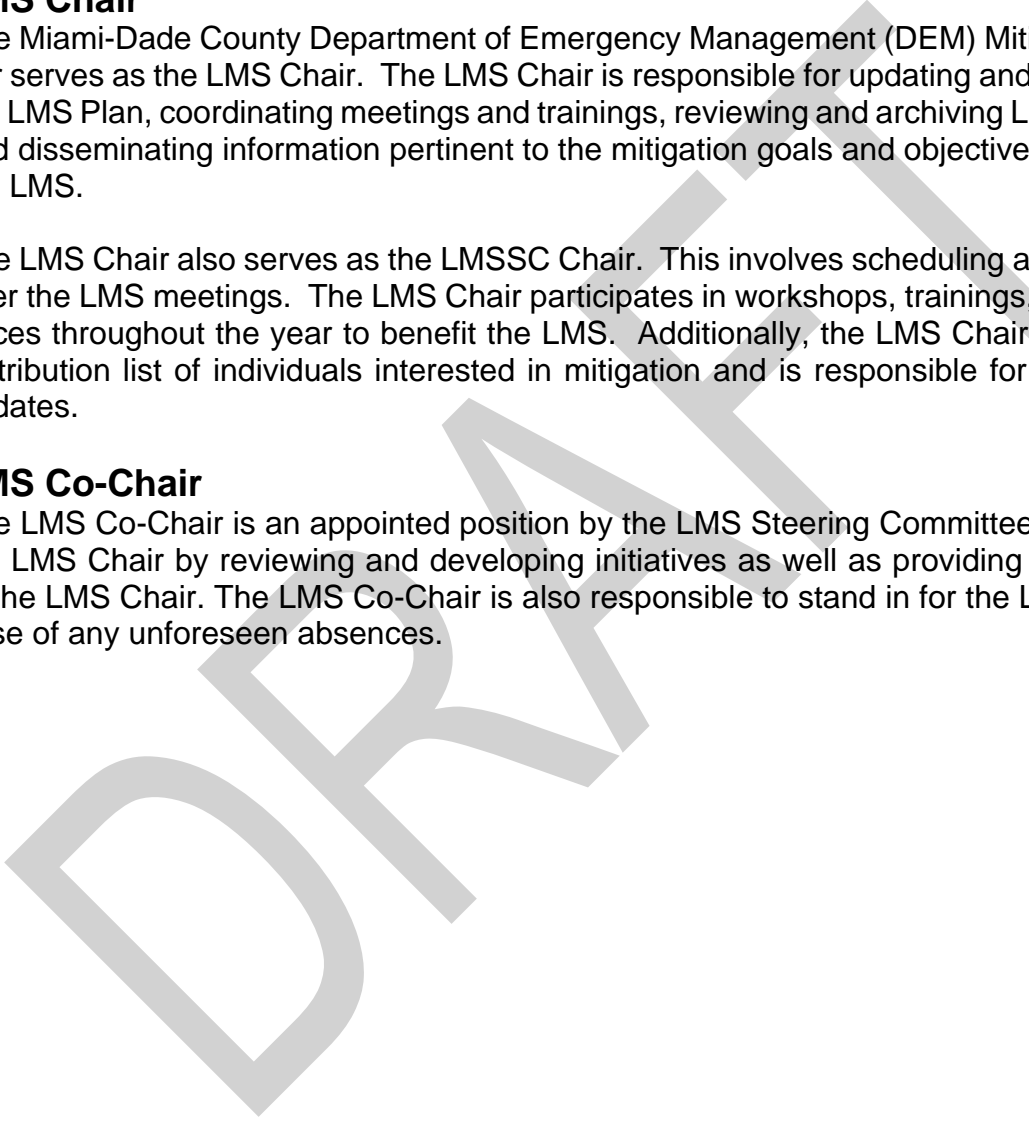 MS Chair
e Miami-Dade County Department of Emergency Management (DEM) Miti
r serves as the LMS Chair. The LMS Chair is responsible for updating and
LMS Plan, coordinating meetings and trainings, reviewing and archiving L
d disseminating information pertinent to the mitigation goals and objective
LMS.
e LMS Chair also serves as the LMSSC Chair. This involves scheduling a
er the LMS meetings. The LMS Chair participates in workshops, trainings,
ces throughout the year to benefit the LMS. Additionally, the LMS Chair
tribution list of individuals interested in mitigation and is responsible for
dates.
MS Co-Chair
e LMS Co-Chair is an appointed position by the LMS Steering Committee
LMS Chair by reviewing and developing initiatives as well as providing
the LMS Chair. The LMS Co-Chair is also responsible to stand in for the L
se of any unforeseen absences.
DRAFT